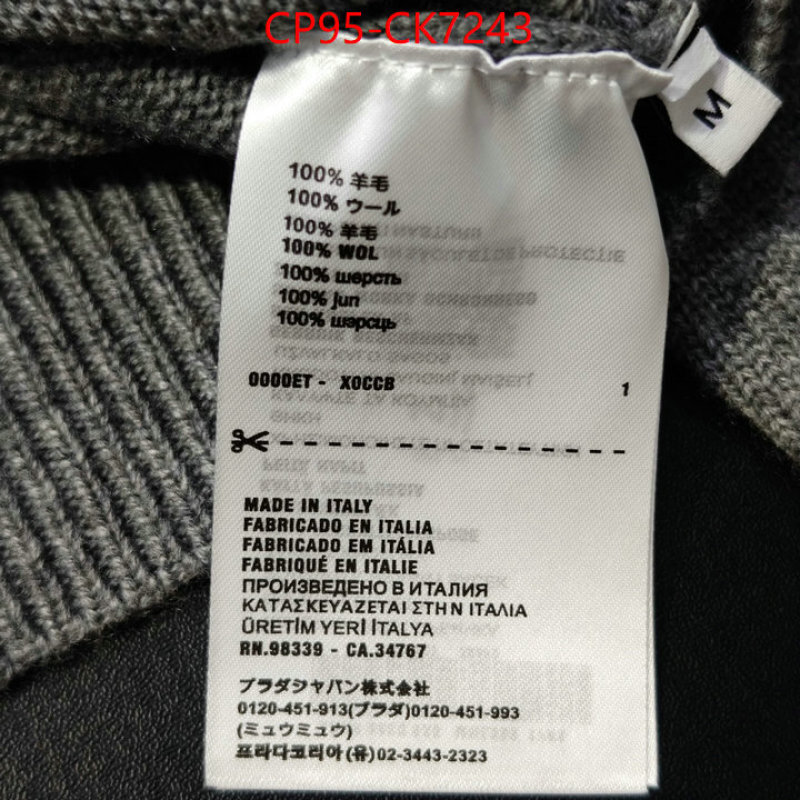 CP95-CK7243
M
100% 羊毛
100% ウール
100% 羊毛
100% WOL
100% шерсть
100% jun
100% шэрсць
0000ET - X0CCB 1
MADE IN ITALY
FABRICADO EN ITALIA
FABRICADO EM ITÁLIA
FABRIQUÉ EN ITALIE
ПРОИЗВЕДЕНО В ИТАЛИЯ
ΚΑΤΑΣΚΕΥΑΖΕΤΑΙ ΣΤΗ Ν ΙΤΑΛΙΑ
ÜRETİM YERİ İTALYA
RN.98339 - CA.34767
プラダジャパン株式会社
0120-451-913(プラダ)0120-451-993
(ミュウミュウ)
프라다코리아(유)02-3443-2323